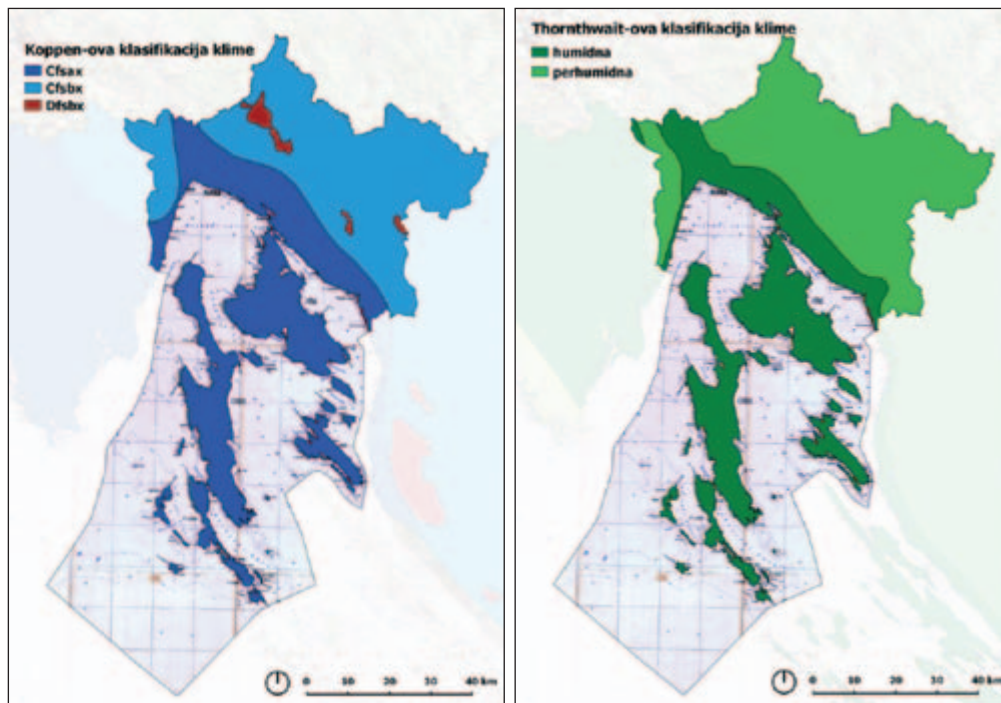 Koppen-ova klasifikacija klime
Cfsax
Cfsbx
Dfsbx
0 10 20 30 40 km
Thornthwait-ova klasifikacija klime
humidna
perhumidna
0 10 20 30 40 km